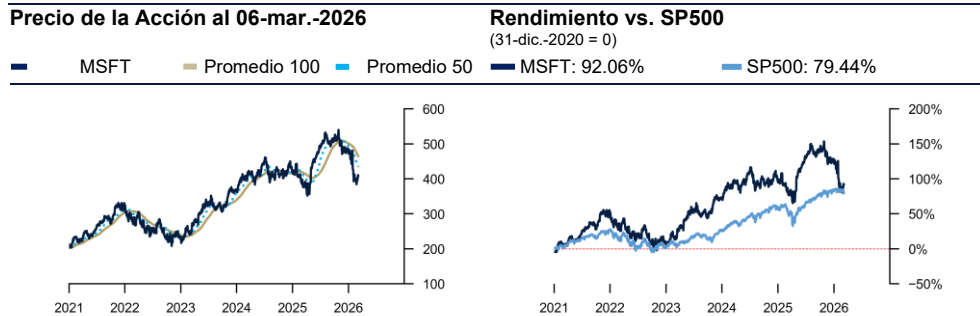 Precio de la Acción al 06-mar.-2026
MSFT Promedio 100 Promedio 50
600
500
400
300
200
100
2021 2022 2023 2024 2025 2026
Rendimiento vs. SP500
(31-dic.-2020 = 0)
MSFT: 92.06% SP500: 79.44%
200%
150%
100%
50%
0%
−50%
2021 2022 2023 2024 2025 2026